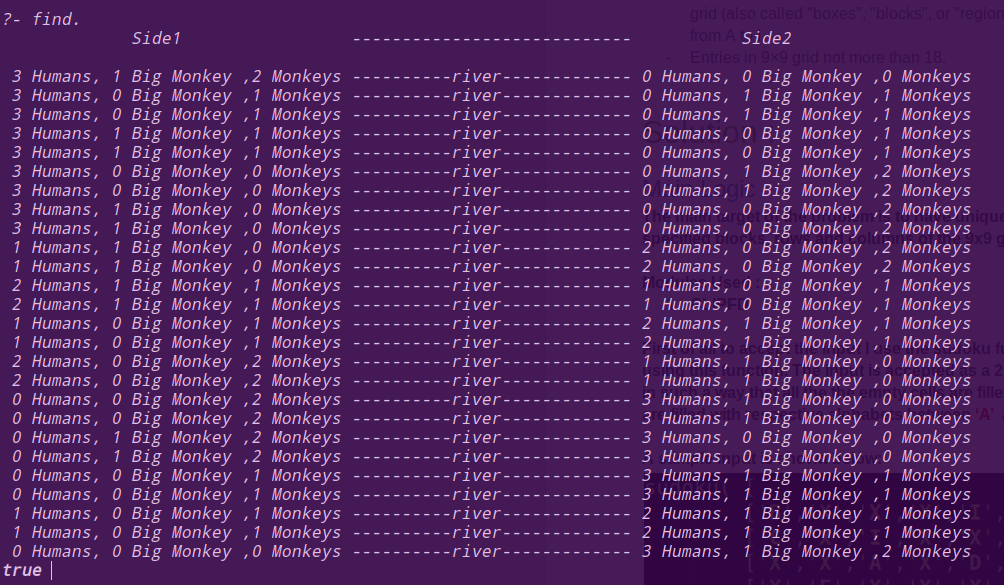 ?- find.
Side1 ---------------------------- Side2
3 Humans, 1 Big Monkey ,2 Monkeys ----------river------------- 0 Humans, 0 Big Monkey ,0 Monkeys
3 Humans, 0 Big Monkey ,1 Monkeys ----------river------------- 0 Humans, 1 Big Monkey ,1 Monkeys
3 Humans, 0 Big Monkey ,1 Monkeys ----------river------------- 0 Humans, 1 Big Monkey ,1 Monkeys
3 Humans, 1 Big Monkey ,1 Monkeys ----------river------------- 0 Humans, 0 Big Monkey ,1 Monkeys
3 Humans, 1 Big Monkey ,1 Monkeys ----------river------------- 0 Humans, 0 Big Monkey ,1 Monkeys
3 Humans, 0 Big Monkey ,0 Monkeys ----------river------------- 0 Humans, 1 Big Monkey ,2 Monkeys
3 Humans, 0 Big Monkey ,0 Monkeys ----------river------------- 0 Humans, 1 Big Monkey ,2 Monkeys
3 Humans, 1 Big Monkey ,0 Monkeys ----------river------------- 0 Humans, 0 Big Monkey ,2 Monkeys
3 Humans, 1 Big Monkey ,0 Monkeys ----------river------------- 0 Humans, 0 Big Monkey ,2 Monkeys
1 Humans, 1 Big Monkey ,0 Monkeys ----------river------------- 2 Humans, 0 Big Monkey ,2 Monkeys
1 Humans, 1 Big Monkey ,0 Monkeys ----------river------------- 2 Humans, 0 Big Monkey ,2 Monkeys
2 Humans, 1 Big Monkey ,1 Monkeys ----------river------------- 1 Humans, 0 Big Monkey ,1 Monkeys
2 Humans, 1 Big Monkey ,1 Monkeys ----------river------------- 1 Humans, 0 Big Monkey ,1 Monkeys
1 Humans, 0 Big Monkey ,1 Monkeys ----------river------------- 2 Humans, 1 Big Monkey ,1 Monkeys
1 Humans, 0 Big Monkey ,1 Monkeys ----------river------------- 2 Humans, 1 Big Monkey ,1 Monkeys
2 Humans, 0 Big Monkey ,2 Monkeys ----------river------------- 1 Humans, 1 Big Monkey ,0 Monkeys
2 Humans, 0 Big Monkey ,2 Monkeys ----------river------------- 1 Humans, 1 Big Monkey ,0 Monkeys
0 Humans, 0 Big Monkey ,2 Monkeys ----------river------------- 3 Humans, 1 Big Monkey ,0 Monkeys
0 Humans, 0 Big Monkey ,2 Monkeys ----------river------------- 3 Humans, 1 Big Monkey ,0 Monkeys
0 Humans, 1 Big Monkey ,2 Monkeys ----------river------------- 3 Humans, 0 Big Monkey ,0 Monkeys
0 Humans, 1 Big Monkey ,2 Monkeys ----------river------------- 3 Humans, 0 Big Monkey ,0 Monkeys
0 Humans, 0 Big Monkey ,1 Monkeys ----------river------------- 3 Humans, 1 Big Monkey ,1 Monkeys
0 Humans, 0 Big Monkey ,1 Monkeys ----------river------------- 3 Humans, 1 Big Monkey ,1 Monkeys
1 Humans, 0 Big Monkey ,1 Monkeys ----------river------------- 2 Humans, 1 Big Monkey ,1 Monkeys
1 Humans, 0 Big Monkey ,1 Monkeys ----------river------------- 2 Humans, 1 Big Monkey ,1 Monkeys
0 Humans, 0 Big Monkey ,0 Monkeys ----------river------------- 3 Humans, 1 Big Monkey ,2 Monkeys
true
grid (also called "boxes", "blocks", or "region
from A
- Entries in 9×9 grid not more than 18.